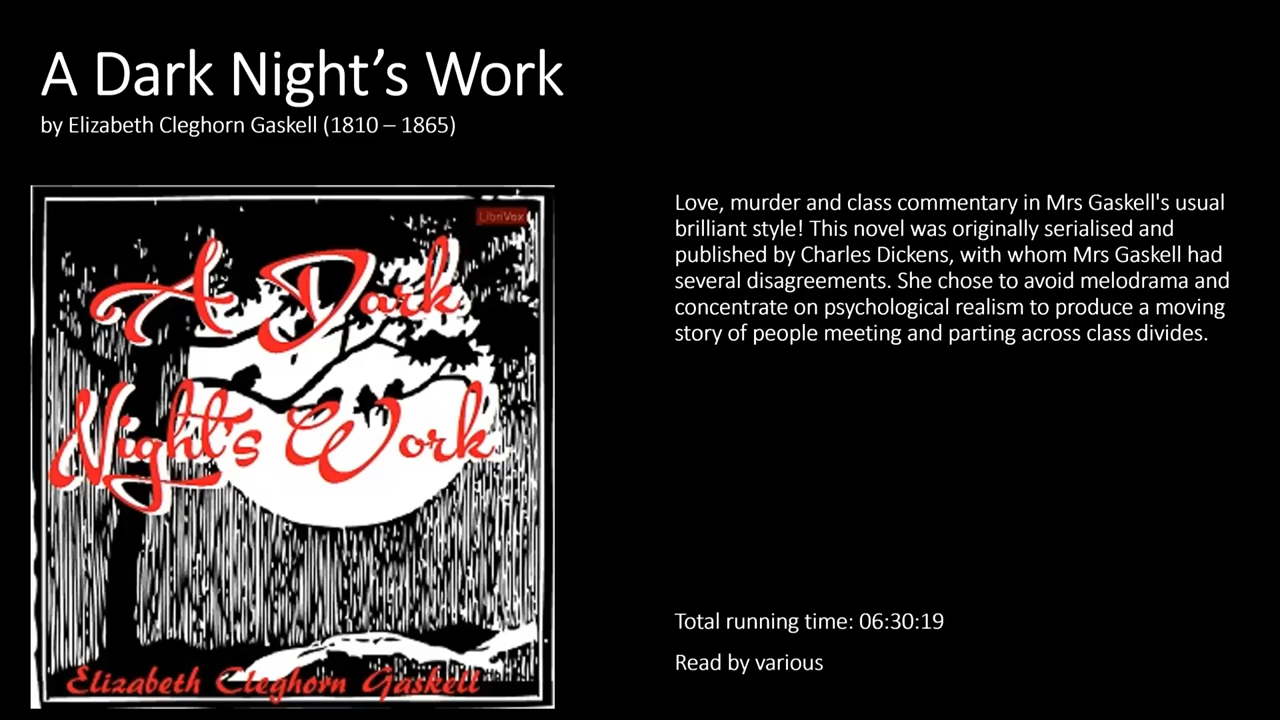 A Dark Night’s Work
by Elizabeth Cleghorn Gaskell (1810 – 1865)
LibriVox
A Dark
Night's Work
Elizabeth Cleghorn Gaskell
Love, murder and class commentary in Mrs Gaskell's usual
brilliant style! This novel was originally serialised and
published by Charles Dickens, with whom Mrs Gaskell had
several disagreements. She chose to avoid melodrama and
concentrate on psychological realism to produce a moving
story of people meeting and parting across class divides.
Total running time: 06:30:19
Read by various